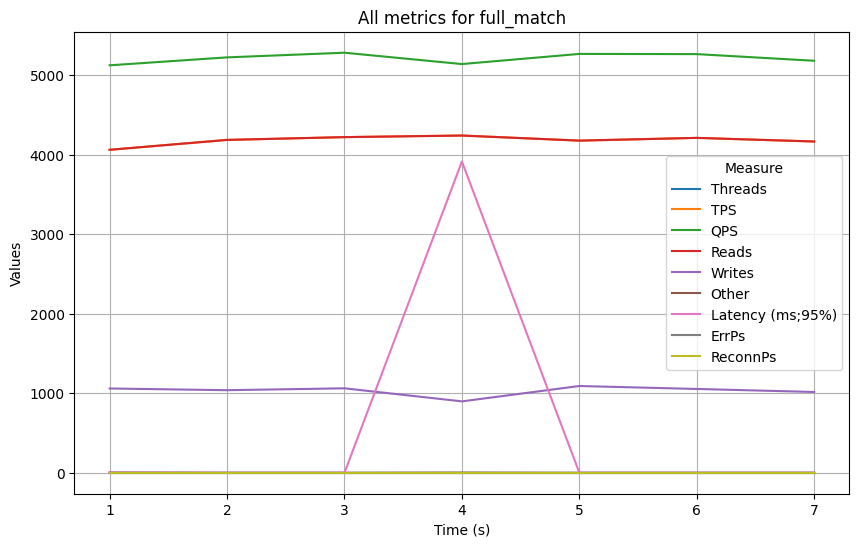 All metrics for full_match
Values
5000
4000
3000
2000
1000
0
Measure
Threads
TPS
QPS
Reads
Writes
Other
Latency (ms;95%)
ErrPs
ReconnPs
1 2 3 4 5 6 7
Time (s)